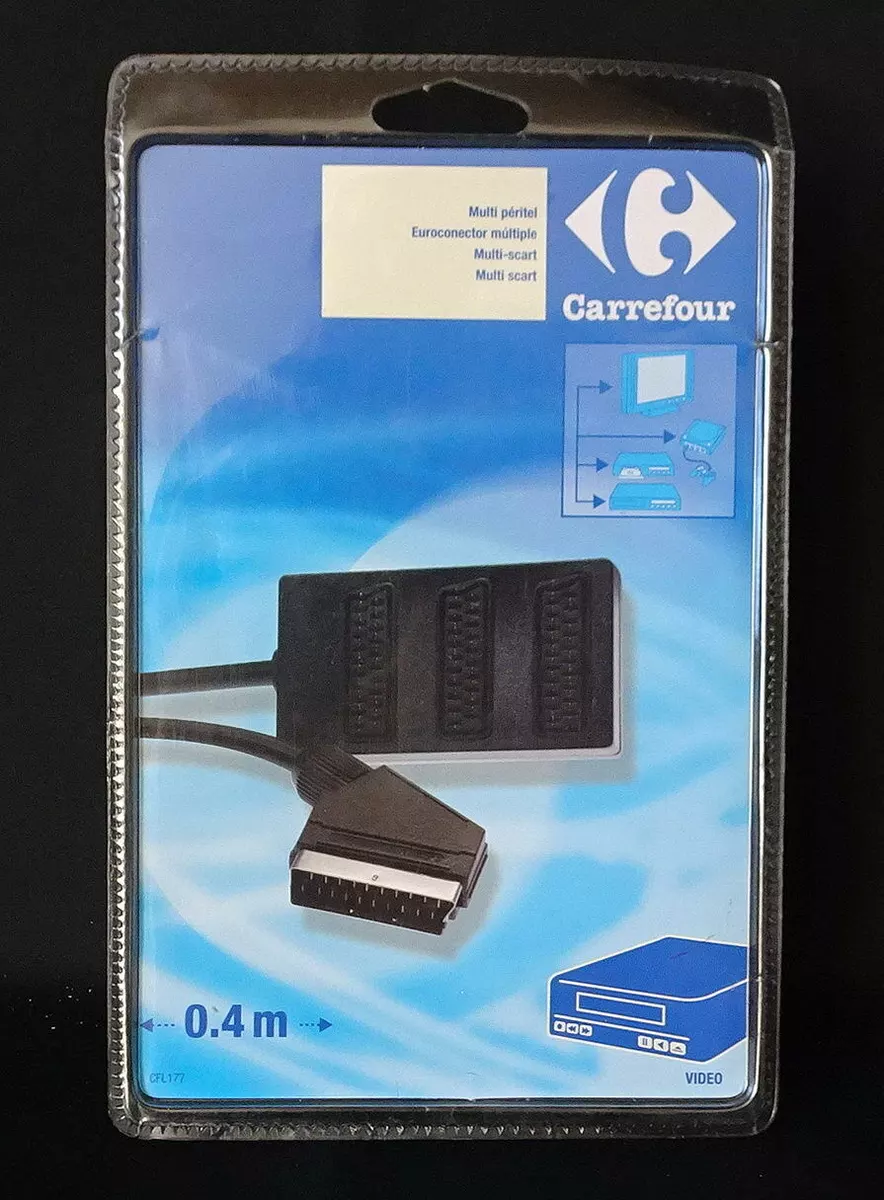 Multi péritel
Euroconector múltiple
Multi-scart
Multi scart
Carrefour
0.4 m
CFL177
VIDEO